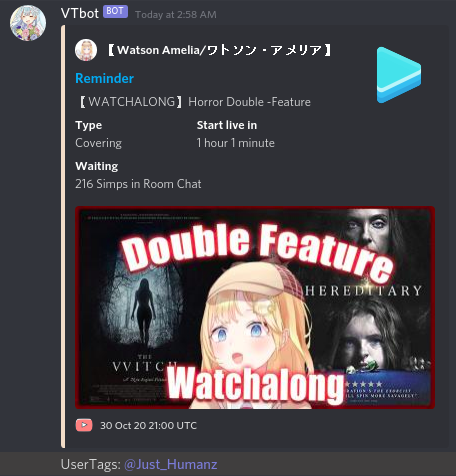 VTbot BOT Today at 2:58 AM
【Watson Amelia/ワトソン・アメリア】
Reminder
【 WATCHALONG】Horror Double -Feature
Type Start live in
Covering 1 hour 1 minute
Waiting
216 Simps in Room Chat
Double Feature
HEREDITARY
THE
VVITCH
★★★★★
Watchalong
30 Oct 20 21:00 UTC
UserTags: @Just_Humanz